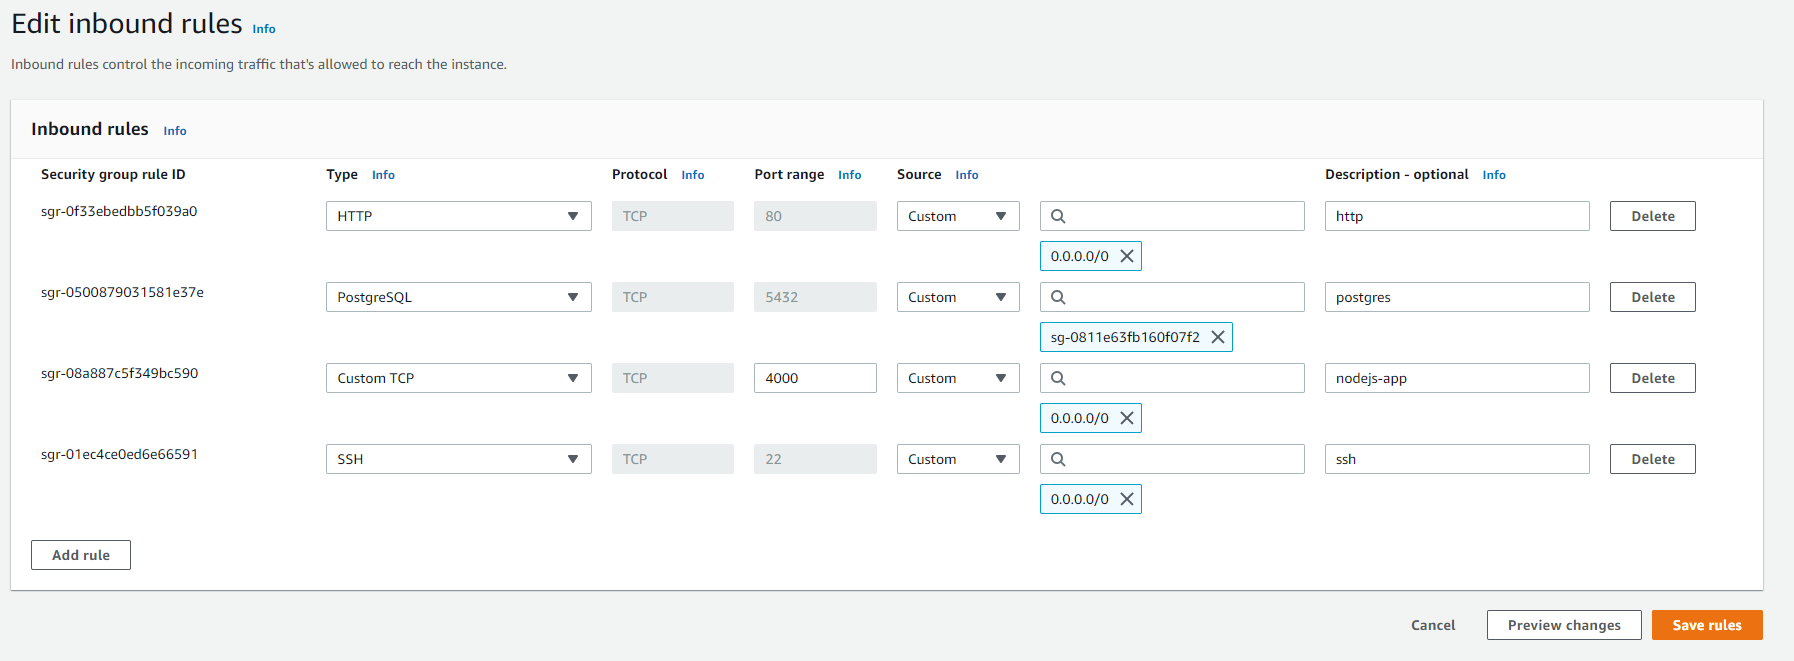 Edit inbound rules Info
Inbound rules control the incoming traffic that's allowed to reach the instance.
Inbound rules Info
Security group rule ID Type Info Protocol Info Port range Info Source Info Description - optional Info
sgr-0f33ebedbb5f039a0 HTTP TCP 80 Custom http Delete
0.0.0.0/0
sgr-0500879031581e37e PostgreSQL TCP 5432 Custom postgres Delete
sg-0811e63fb160f07f2
sgr-08a887c5f349bc590 Custom TCP TCP 4000 Custom nodejs-app Delete
0.0.0.0/0
sgr-01ec4ce0ed6e66591 SSH TCP 22 Custom ssh Delete
0.0.0.0/0
Add rule
Cancel Preview changes Save rules